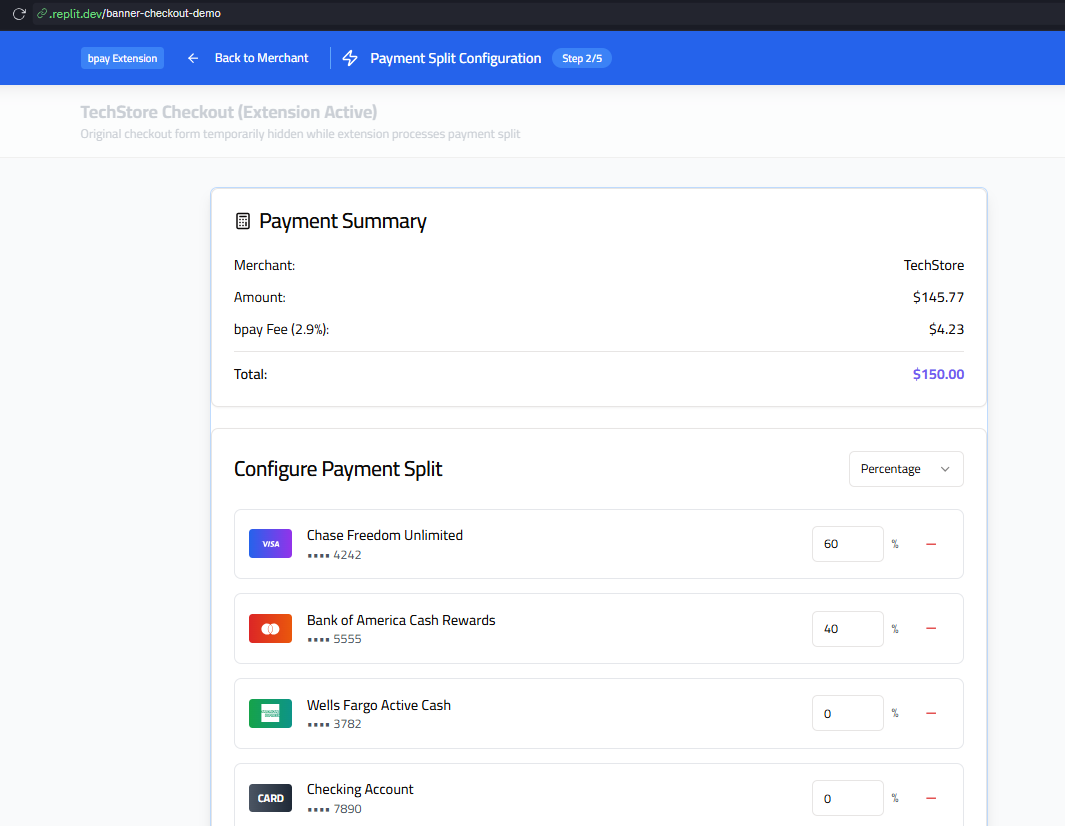 .replit.dev/banner-checkout-demo
bpay Extension
Back to Merchant
Payment Split Configuration
Step 2/5
TechStore Checkout (Extension Active)
Original checkout form temporarily hidden while extension processes payment split
Payment Summary
Merchant: TechStore
Amount: $145.77
bpay Fee (2.9%): $4.23
Total: $150.00
Configure Payment Split
Percentage
VISA
Chase Freedom Unlimited
•••• 4242
60 %
Bank of America Cash Rewards
•••• 5555
40 %
Wells Fargo Active Cash
•••• 3782
0 %
CARD
Checking Account
•••• 7890
0 %